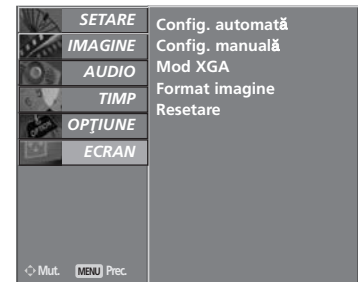 SETARE
IMAGINE
AUDIO
TIMP
OPŢIUNE
ECRAN
Config. automată
Config. manuală
Mod XGA
Format imagine
Resetare
Mut. MENU Prec.